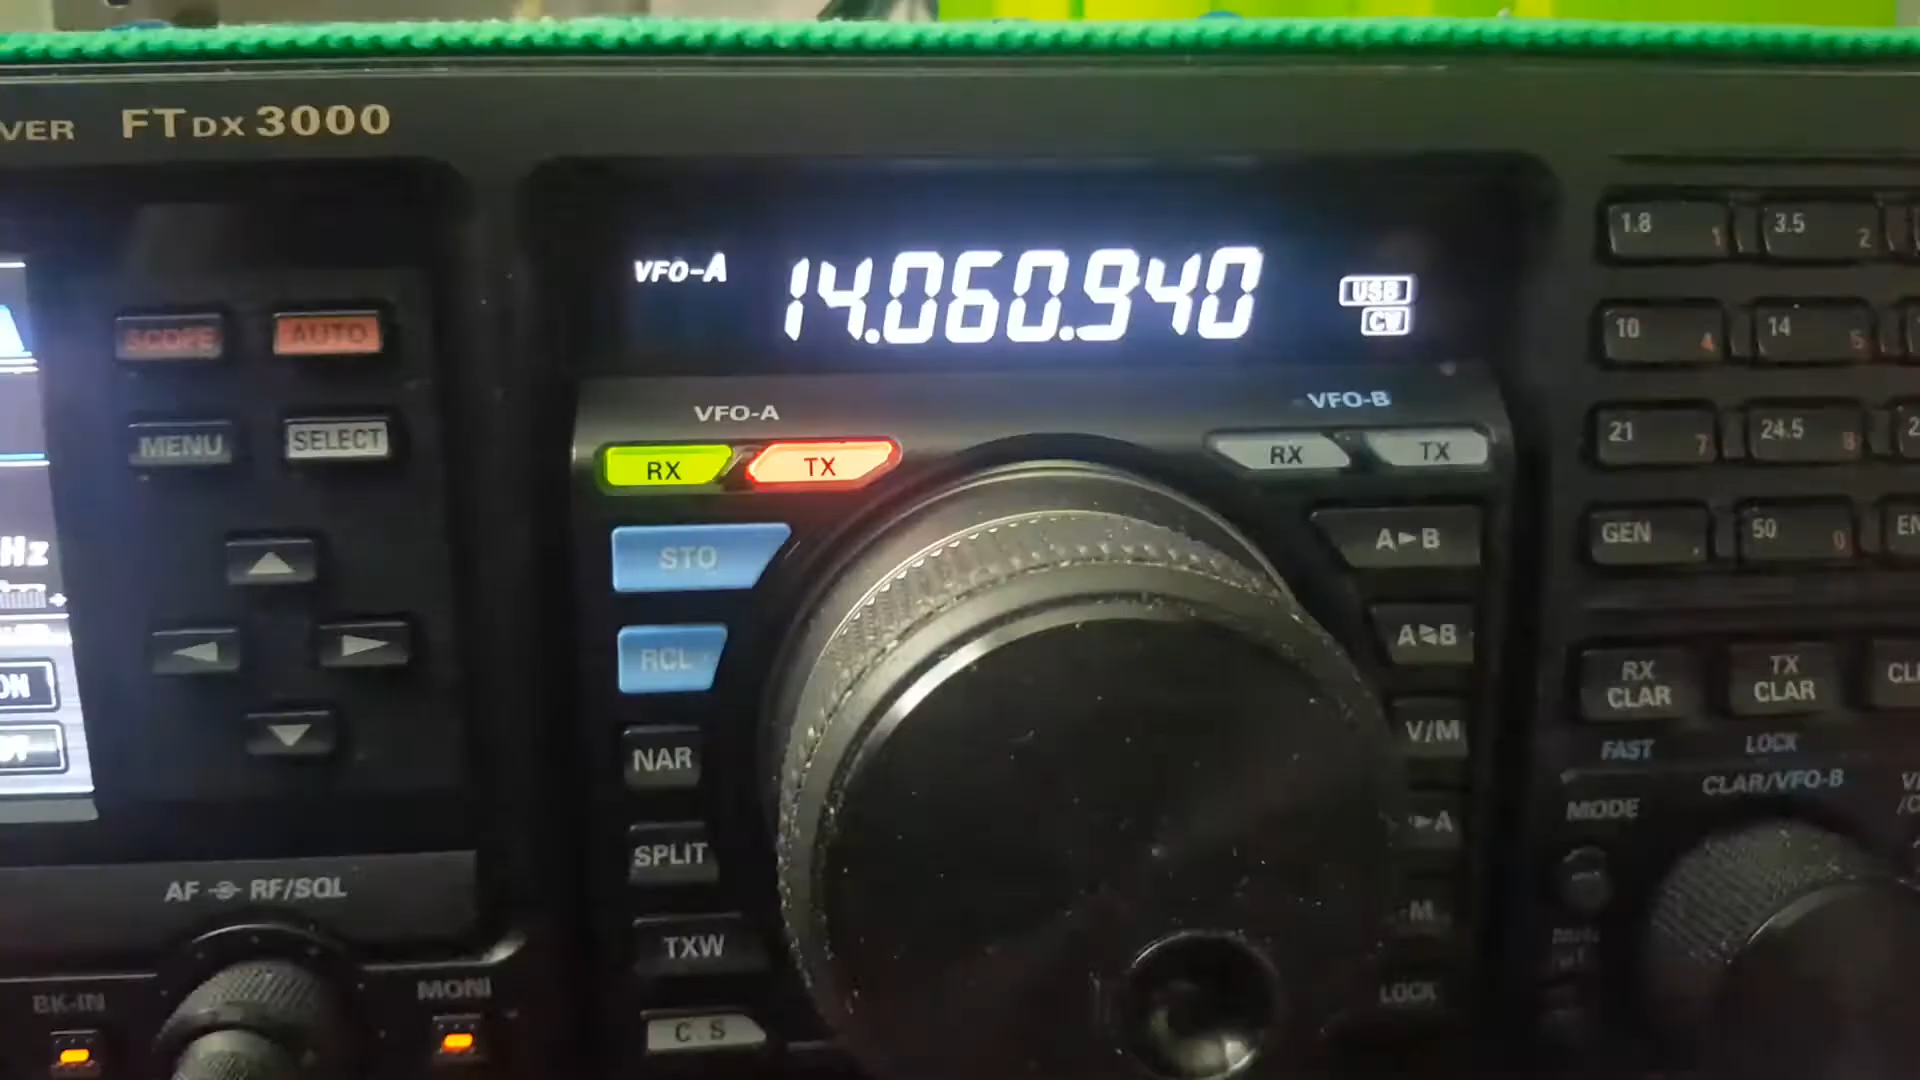 VER FTDX3000
VFO-A 14.060.940 USB
CW
SCOPE AUTO
MENU SELECT
VFO-A VFO-B
RX TX RX TX
STO
RCL
NAR
SPLIT
TXW
C.S
A►B
V/M
►A
M
LOCK
Hz
ON
AF RF/SQL
BK-IN MONI
1.8 1 3.5 2
10 4 14 5
21 7 24.5 8
GEN . 50 0 EN
RX
CLAR
TX
CLAR
FAST LOCK
CLAR/VFO-B
MODE